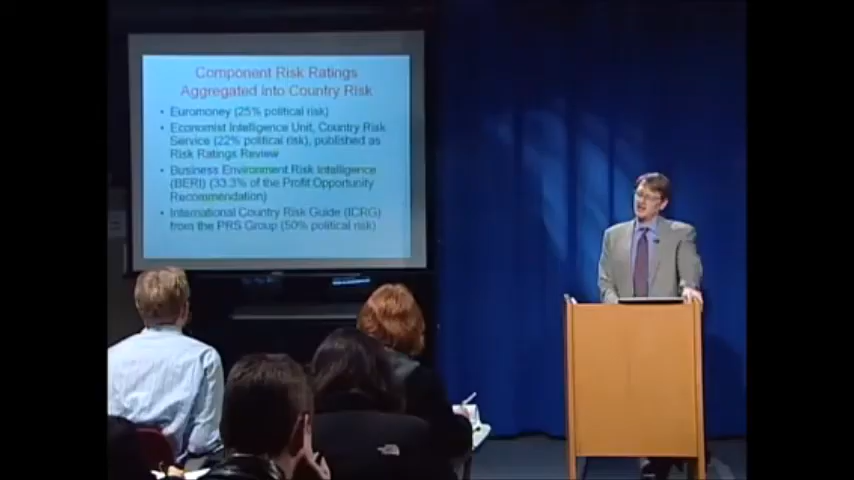 Component Risk Ratings
Aggregated into Country Risk
• Euromoney (25% political risk)
• Economist Intelligence Unit, Country Risk
Service (22% political risk), published as
Risk Ratings Review
• Business Environment Risk Intelligence
(BERI) (33.3% of the Profit Opportunity
Recommendation)
• International Country Risk Guide (ICRG)
from the PRS Group (50% political risk)